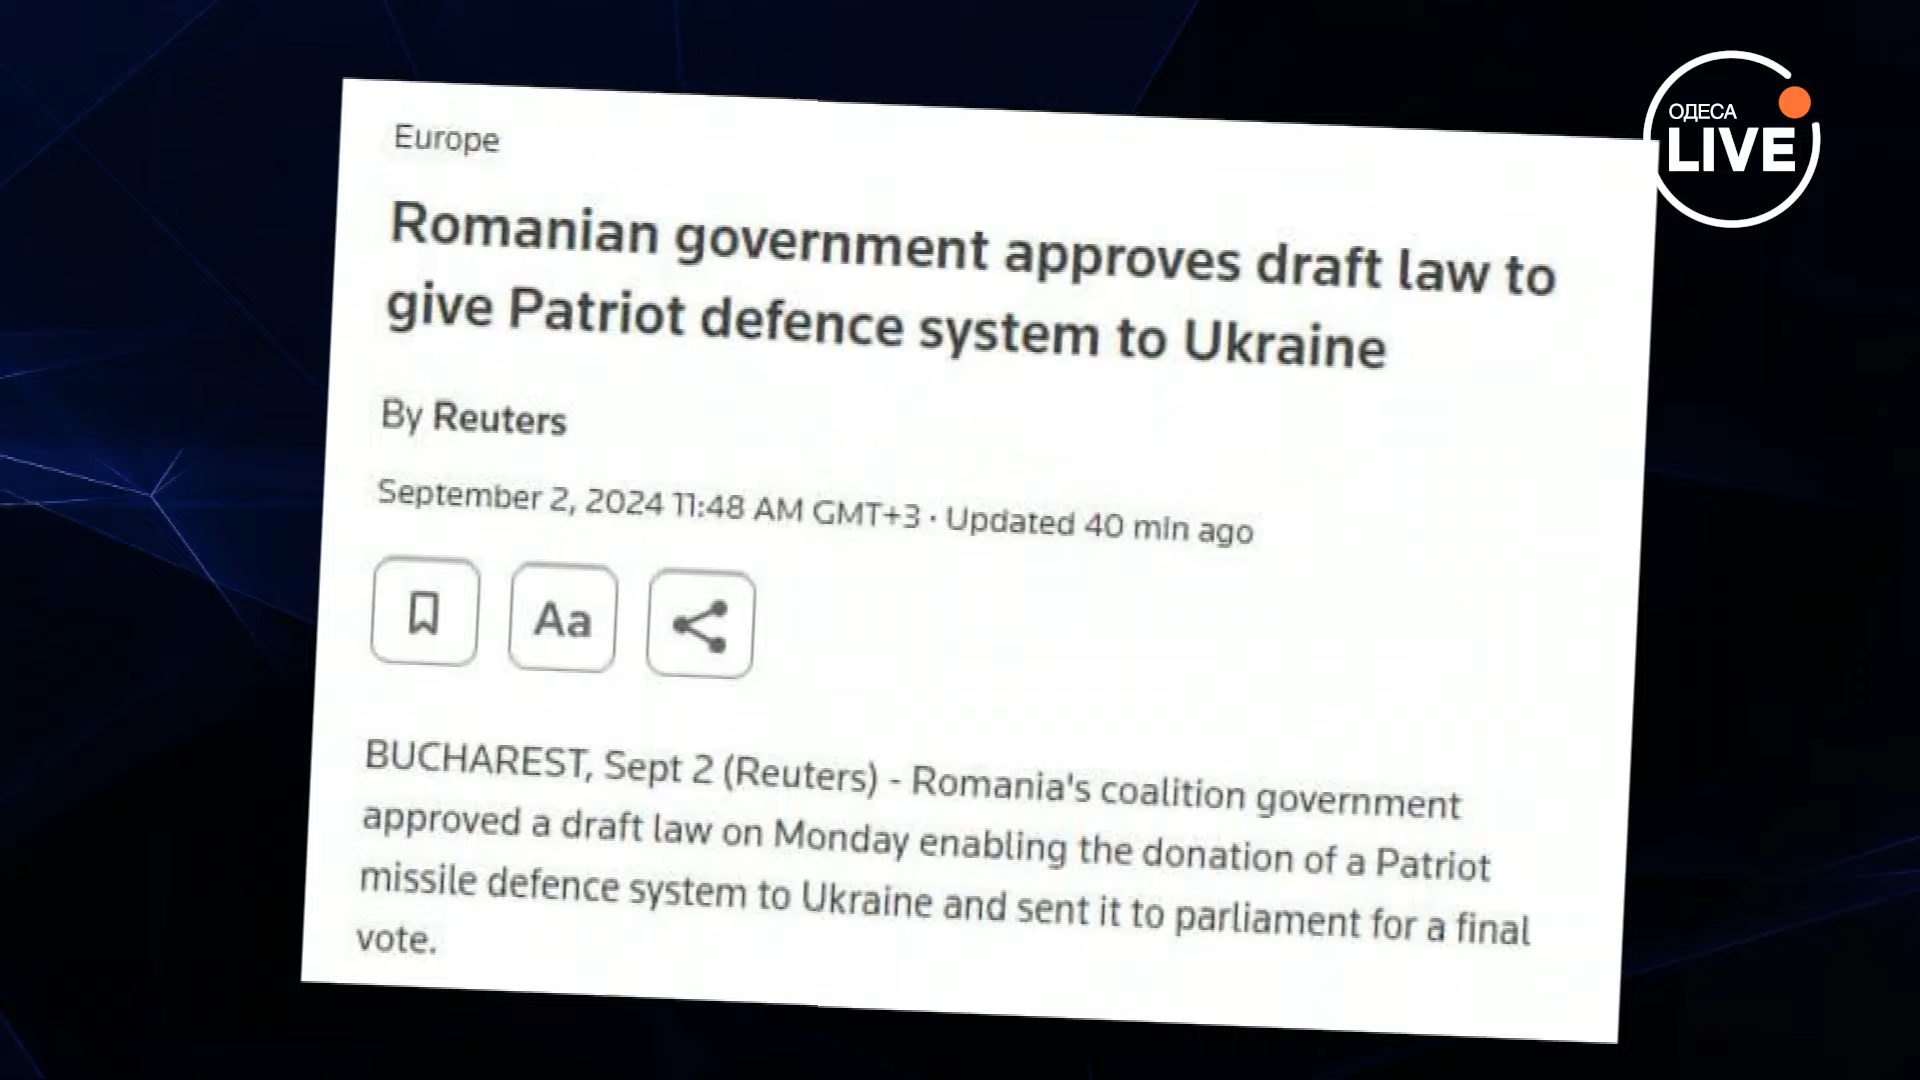 ОДЕСА
LIVE
Europe
Romanian government approves draft law to
give Patriot defence system to Ukraine
By Reuters
September 2, 2024 11:48 AM GMT+3 · Updated 40 min ago
Aa
BUCHAREST, Sept 2 (Reuters) - Romania's coalition government
approved a draft law on Monday enabling the donation of a Patriot
missile defence system to Ukraine and sent it to parliament for a final
vote.